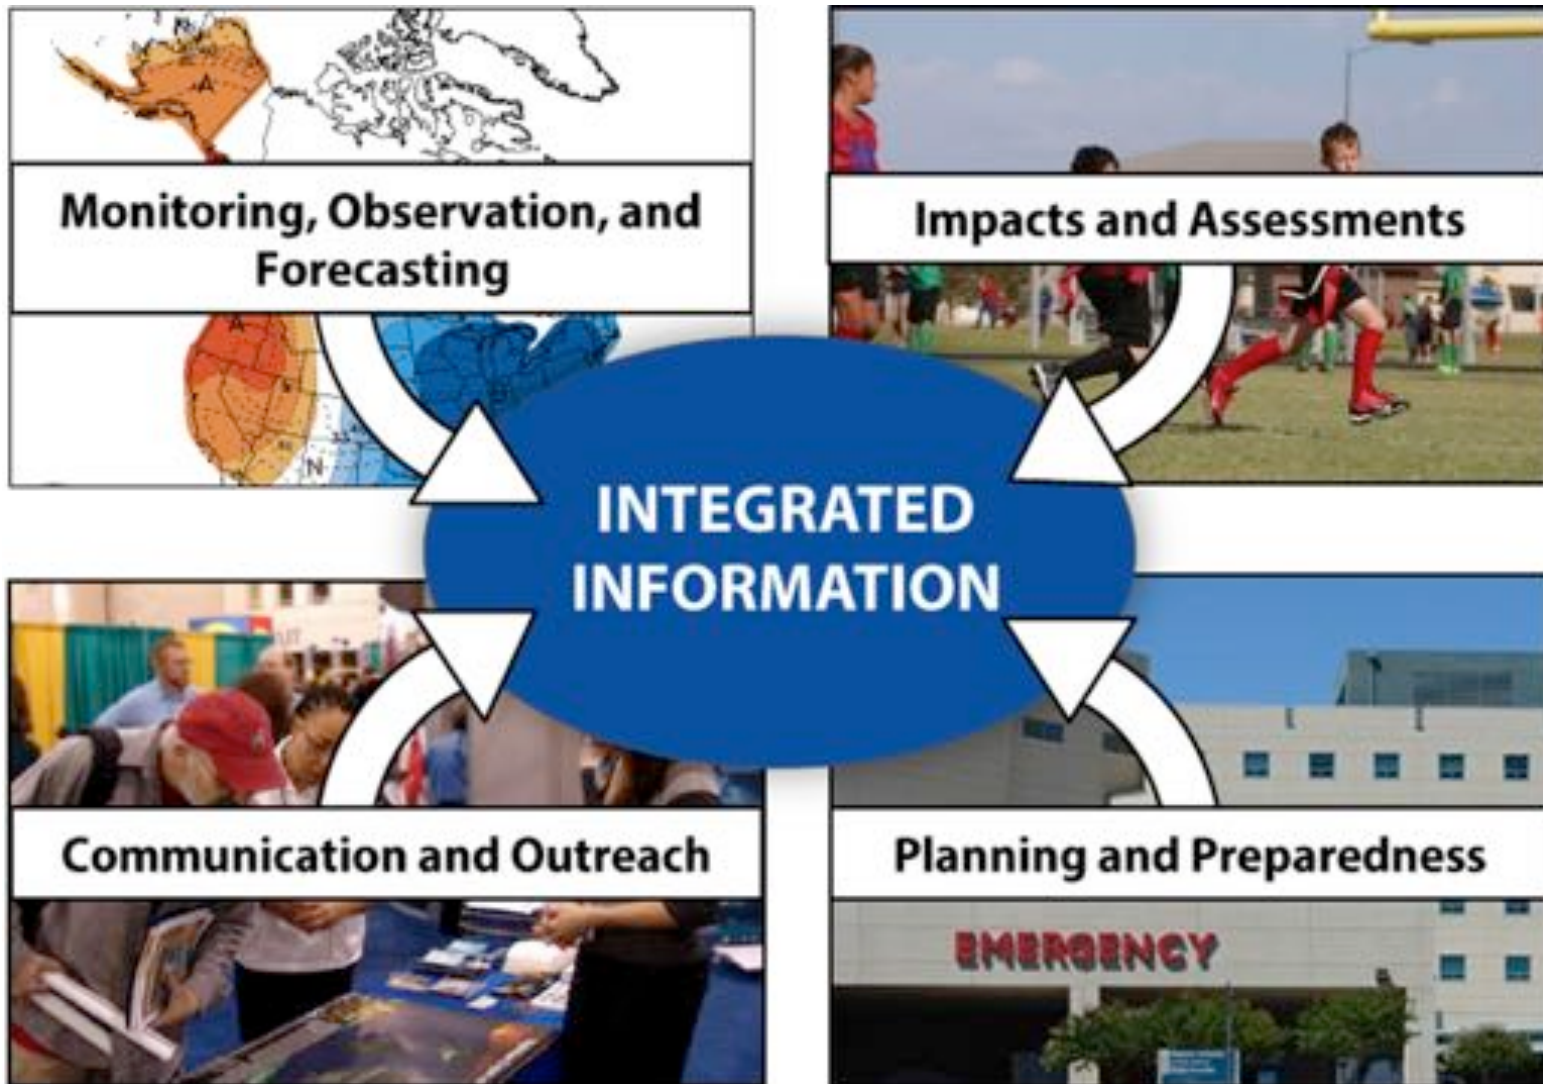 A
Monitoring, Observation, and
Forecasting
A
N
Impacts and Assessments
INTEGRATED
INFORMATION
Communication and Outreach
Planning and Preparedness
EMERGENCY